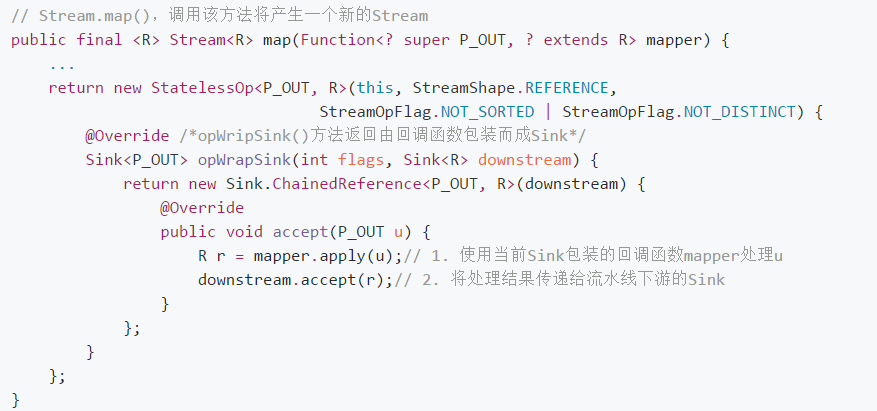 // Stream.map()，调用该方法将产生一个新的Stream
public final <R> Stream<R> map(Function<? super P_OUT, ? extends R> mapper) {
    ...
    return new StatelessOp<P_OUT, R>(this, StreamShape.REFERENCE,
                                 StreamOpFlag.NOT_SORTED | StreamOpFlag.NOT_DISTINCT) {
        @Override /*opWripSink()方法返回由回调函数包装而成Sink*/
        Sink<P_OUT> opWrapSink(int flags, Sink<R> downstream) {
            return new Sink.ChainedReference<P_OUT, R>(downstream) {
                @Override
                public void accept(P_OUT u) {
                    R r = mapper.apply(u);// 1. 使用当前Sink包装的回调函数mapper处理u
                    downstream.accept(r);// 2. 将处理结果传递给流水线下游的Sink
                }
            };
        }
    };
}